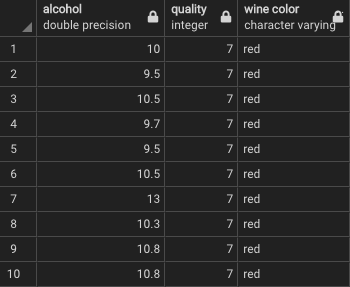 alcohol quality wine color
double precision integer character varying
1 10 7 red
2 9.5 7 red
3 10.5 7 red
4 9.7 7 red
5 9.5 7 red
6 10.5 7 red
7 13 7 red
8 10.3 7 red
9 10.8 7 red
10 10.8 7 red